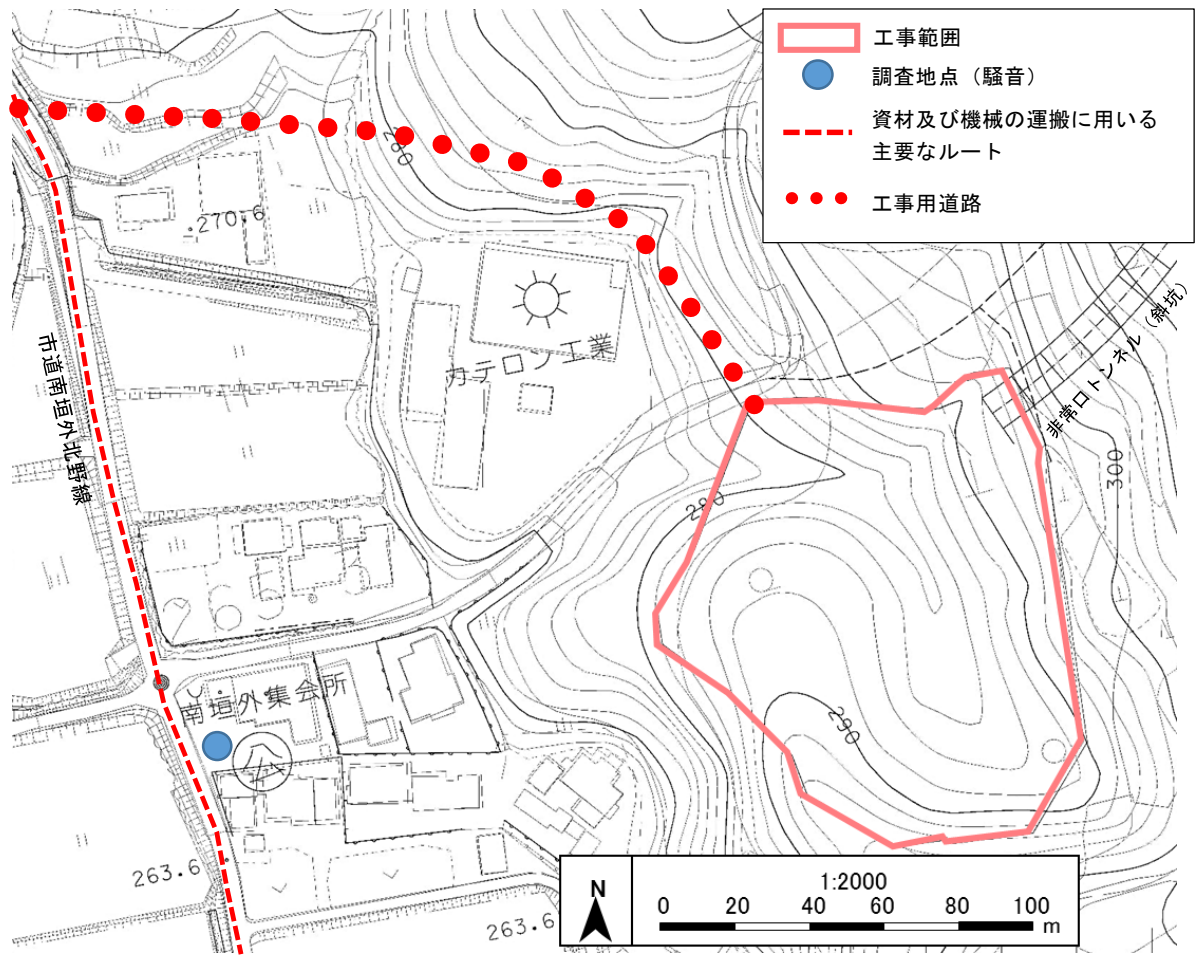 工事範囲
調査地点（騒音）
資材及び機械の運搬に用いる
主要なルート
工事用道路
280
270.6
カテロン工業
市道南垣外北野線
非常口トンネル（斜坑）
300
280
290
南垣外集会所
公
263.6
263.6
N
1:2000
0 20 40 60 80 100
m